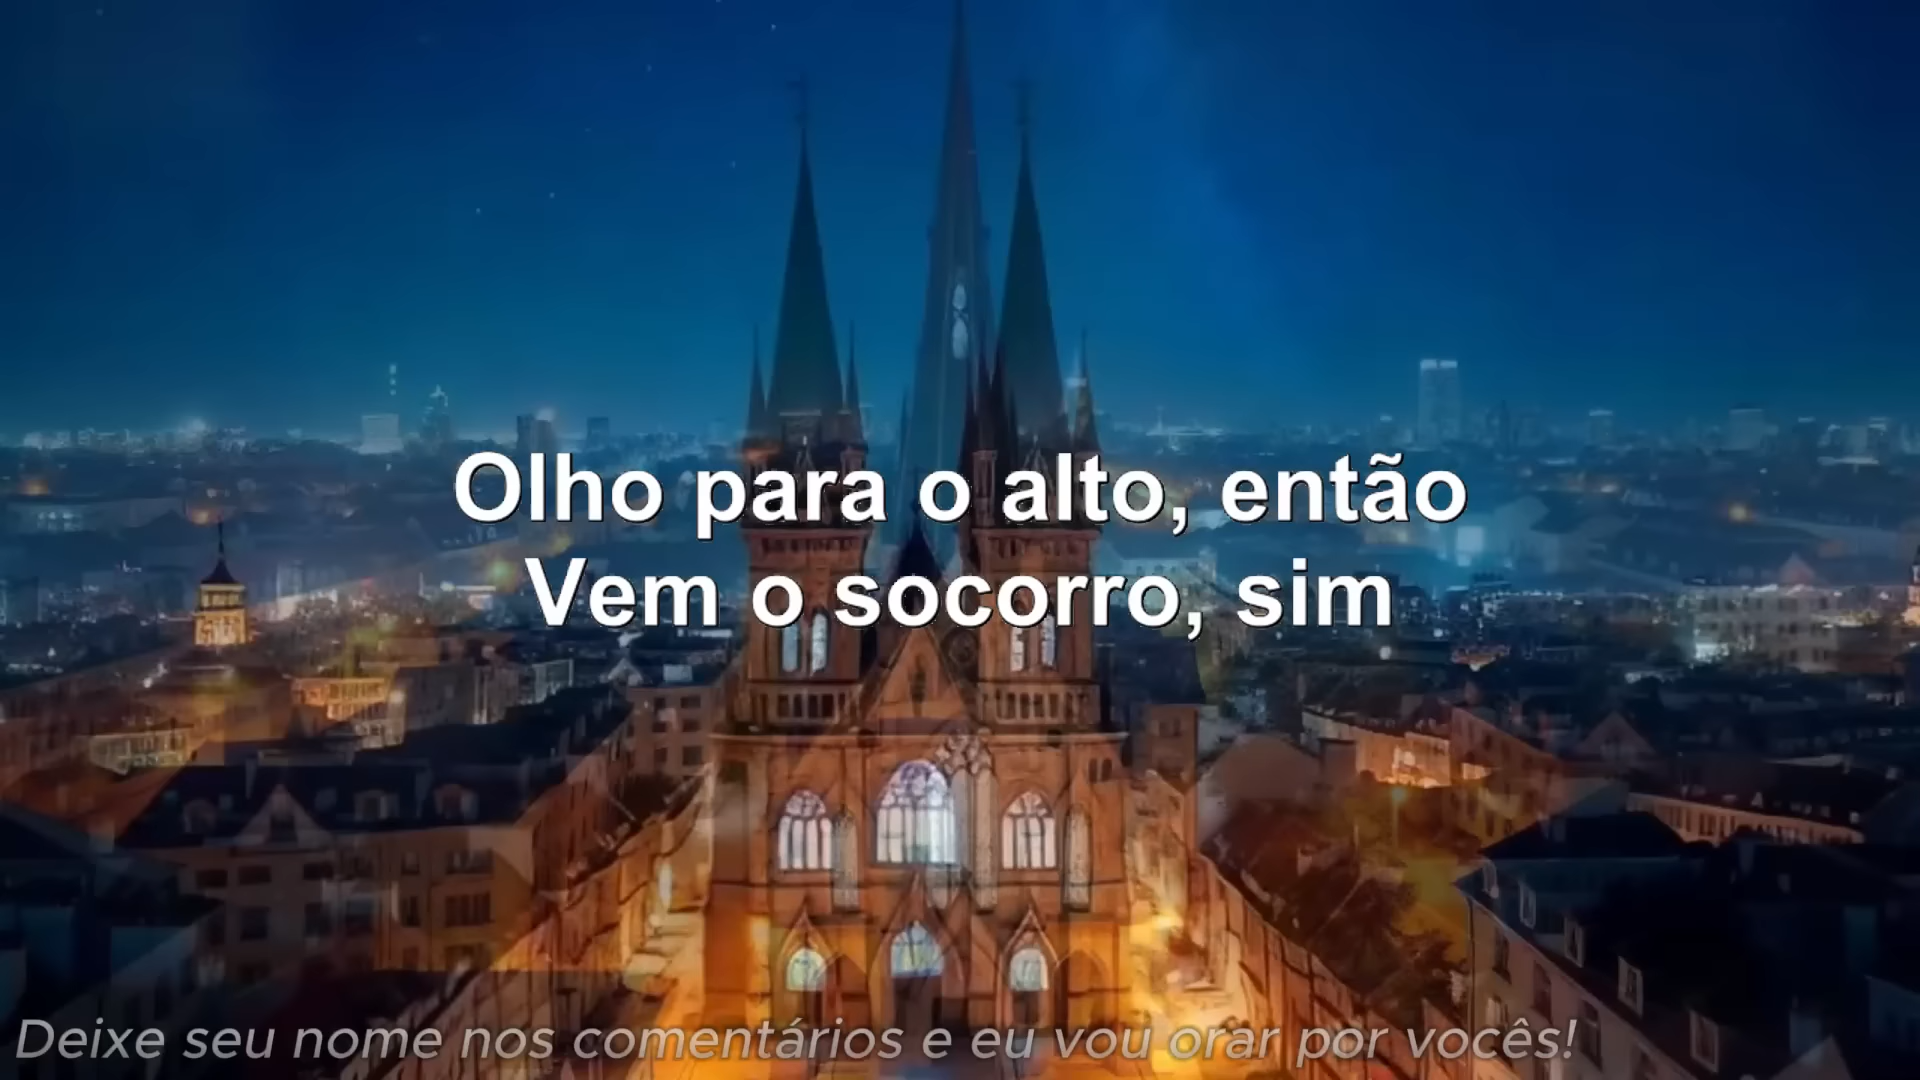 Olho para o alto, então
Vem o socorro, sim
Deixe seu nome nos comentários e eu vou orar por vocês!